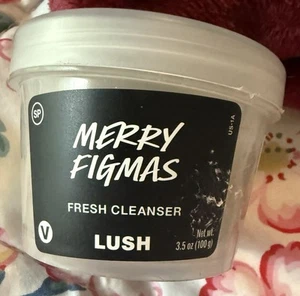 SP
MERRY
FIGMAS
US-1A
FRESH CLEANSER
V
LUSH
Net wt.
3.5 oz (100 g)